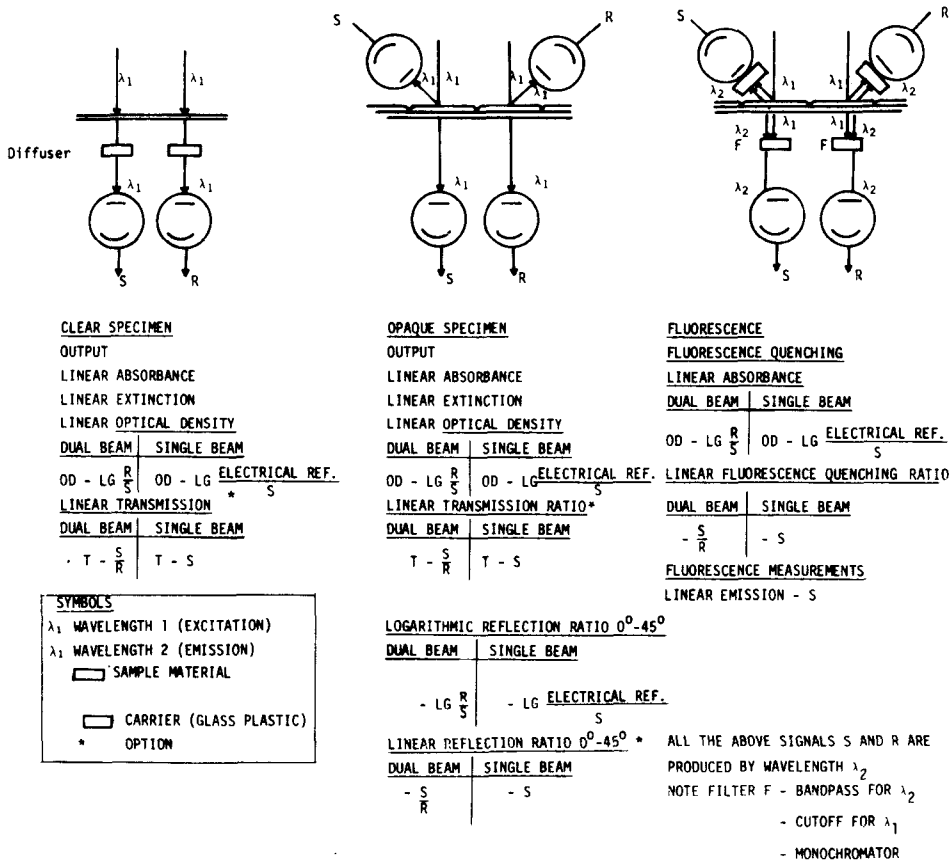 S
R
S
R
λ₁
λ₁
λ₁
λ₁
λ₁
λ₁
λ₂
λ₁
λ₁
λ₂
λ₂
λ₁
λ₁
λ₂
F
F
Diffuser
λ₁
λ₁
λ₁
λ₁
λ₂
λ₂
S
R
S
R
S
R
CLEAR SPECIMEN
OUTPUT
LINEAR ABSORBANCE
LINEAR EXTINCTION
LINEAR OPTICAL DENSITY
DUAL BEAM | SINGLE BEAM
OD - LG R/S | OD - LG ELECTRICAL REF./S
*
LINEAR TRANSMISSION
DUAL BEAM | SINGLE BEAM
- T - S/R | T - S
SYMBOLS
λ₁ WAVELENGTH 1 (EXCITATION)
λ₁ WAVELENGTH 2 (EMISSION)
SAMPLE MATERIAL
CARRIER (GLASS PLASTIC)
* OPTION
OPAQUE SPECIMEN
OUTPUT
LINEAR ABSORBANCE
LINEAR EXTINCTION
LINEAR OPTICAL DENSITY
DUAL BEAM | SINGLE BEAM
OD - LG R/S | OD - LG ELECTRICAL REF./S
LINEAR TRANSMISSION RATIO*
DUAL BEAM | SINGLE BEAM
T - S/R | T - S
LOGARITHMIC REFLECTION RATIO 0⁰-45⁰
DUAL BEAM | SINGLE BEAM
- LG R/S | - LG ELECTRICAL REF./S
LINEAR REFLECTION RATIO 0⁰-45⁰ *
DUAL BEAM | SINGLE BEAM
- S/R | - S
FLUORESCENCE
FLUORESCENCE QUENCHING
LINEAR ABSORBANCE
DUAL BEAM | SINGLE BEAM
OD - LG R/S | OD - LG ELECTRICAL REF./S
LINEAR FLUORESCENCE QUENCHING RATIO
DUAL BEAM | SINGLE BEAM
- S/R | - S
FLUORESCENCE MEASUREMENTS
LINEAR EMISSION - S
ALL THE ABOVE SIGNALS S AND R ARE
PRODUCED BY WAVELENGTH λ₂
NOTE FILTER F - BANDPASS FOR λ₂
- CUTOFF FOR λ₁
- MONOCHROMATOR